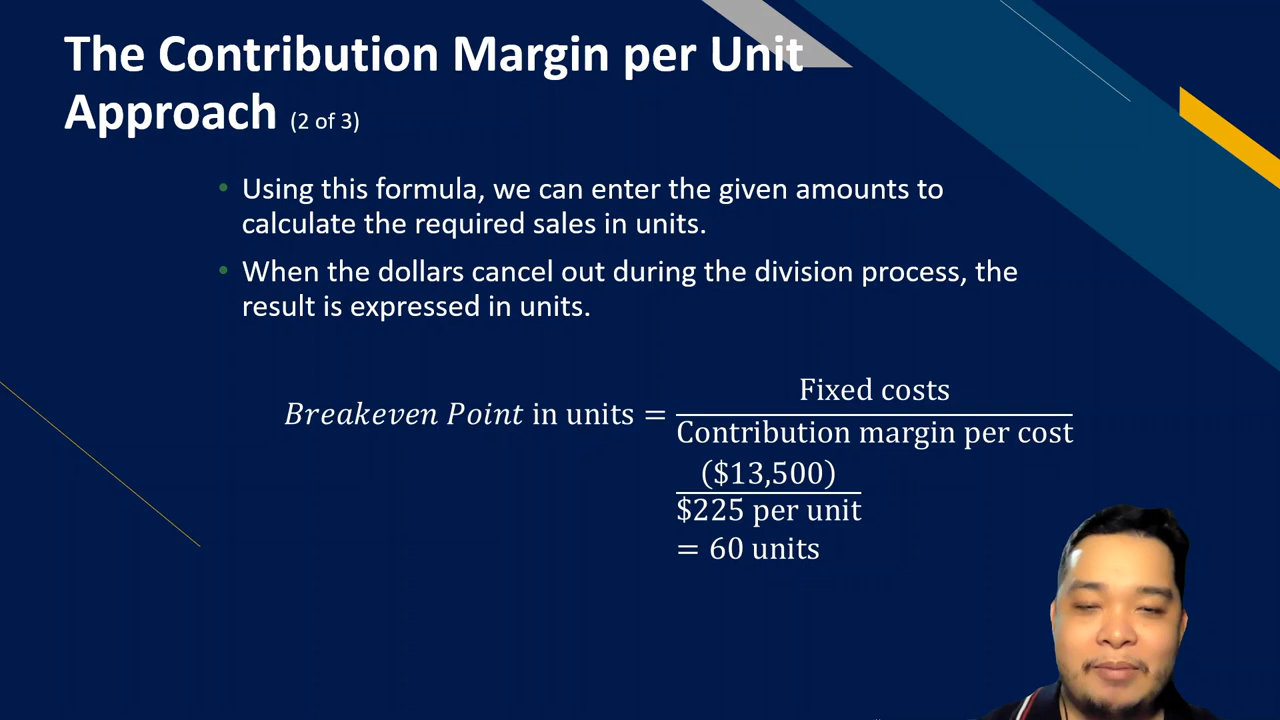 The Contribution Margin per Unit
Approach (2 of 3)
• Using this formula, we can enter the given amounts to
calculate the required sales in units.
• When the dollars cancel out during the division process, the
result is expressed in units.
Breakeven Point in units = Fixed costs
Contribution margin per cost
($13,500)
$225 per unit
= 60 units